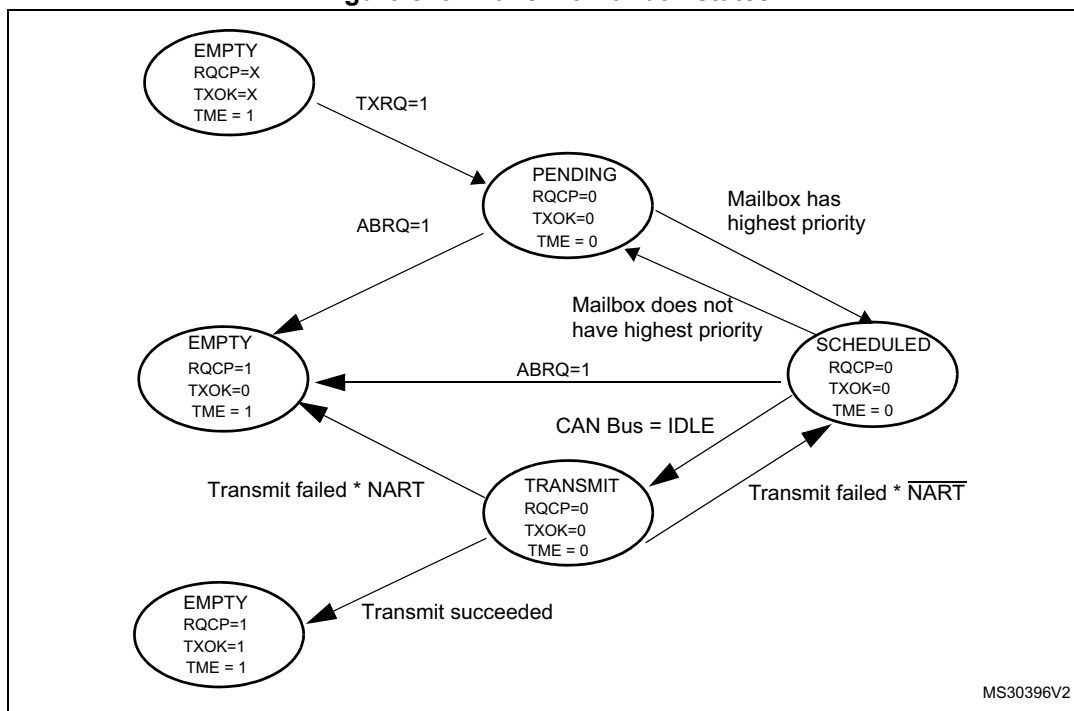 EMPTY
RQCP=X
TXOK=X
TME = 1
TXRQ=1
PENDING
RQCP=0
TXOK=0
TME = 0
Mailbox has
highest priority
ABRQ=1
Mailbox does not
have highest priority
EMPTY
RQCP=1
TXOK=0
TME = 1
ABRQ=1
SCHEDULED
RQCP=0
TXOK=0
TME = 0
CAN Bus = IDLE
Transmit failed * NART
TRANSMIT
RQCP=0
TXOK=0
TME = 0
Transmit failed * N̅A̅R̅T̅
EMPTY
RQCP=1
TXOK=1
TME = 1
Transmit succeeded
MS30396V2